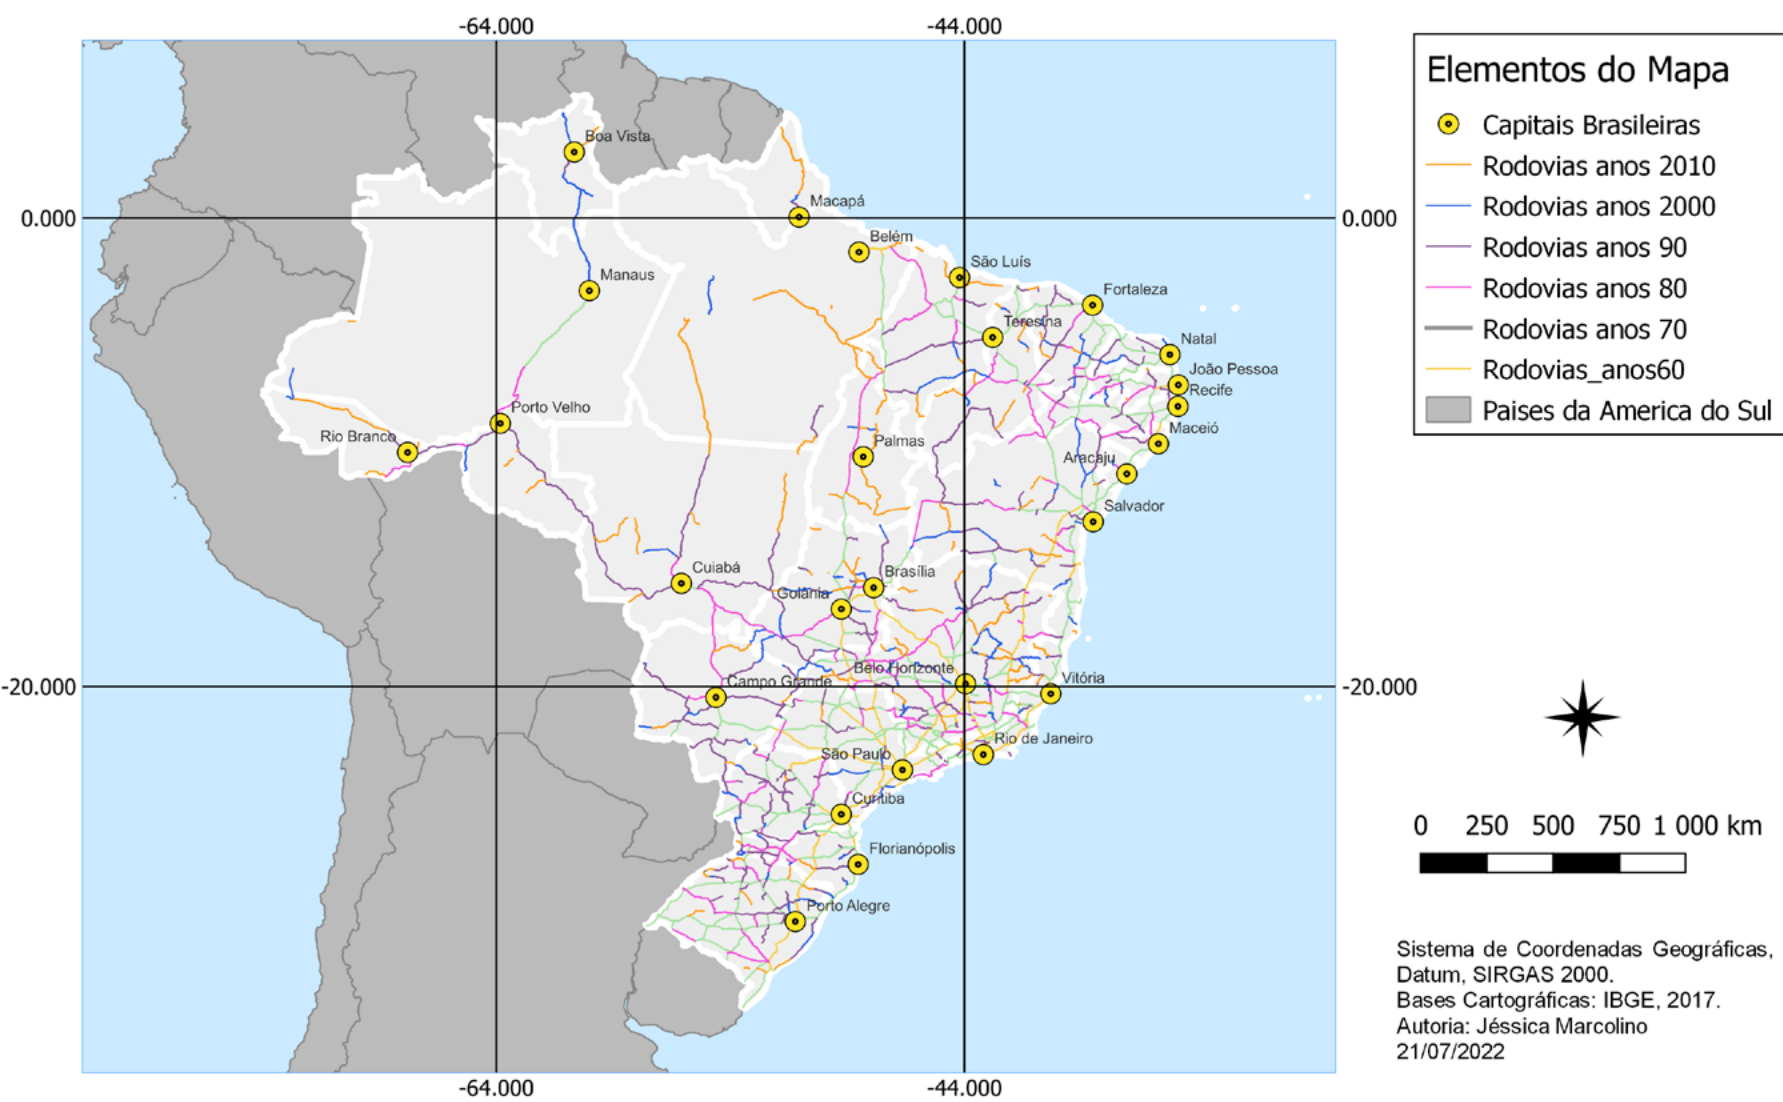 -64.000
-44.000
Elementos do Mapa
Capitais Brasileiras
Rodovias anos 2010
Rodovias anos 2000
Rodovias anos 90
Rodovias anos 80
Rodovias anos 70
Rodovias_anos60
Paises da America do Sul
Boa Vista
Macapá
0.000
0.000
Belém
São Luís
Manaus
Fortaleza
Teresina
Natal
João Pessoa
Recife
Porto Velho
Maceió
Rio Branco
Palmas
Aracaju
Salvador
Cuiabá
Brasília
Goiânia
Belo Horizonte
Vitória
-20.000
-20.000
Campo Grande
Rio de Janeiro
São Paulo
Curitiba
Florianópolis
Porto Alegre
0 250 500 750 1 000 km
Sistema de Coordenadas Geográficas,
Datum, SIRGAS 2000.
Bases Cartográficas: IBGE, 2017.
Autoria: Jéssica Marcolino
21/07/2022
-64.000
-44.000